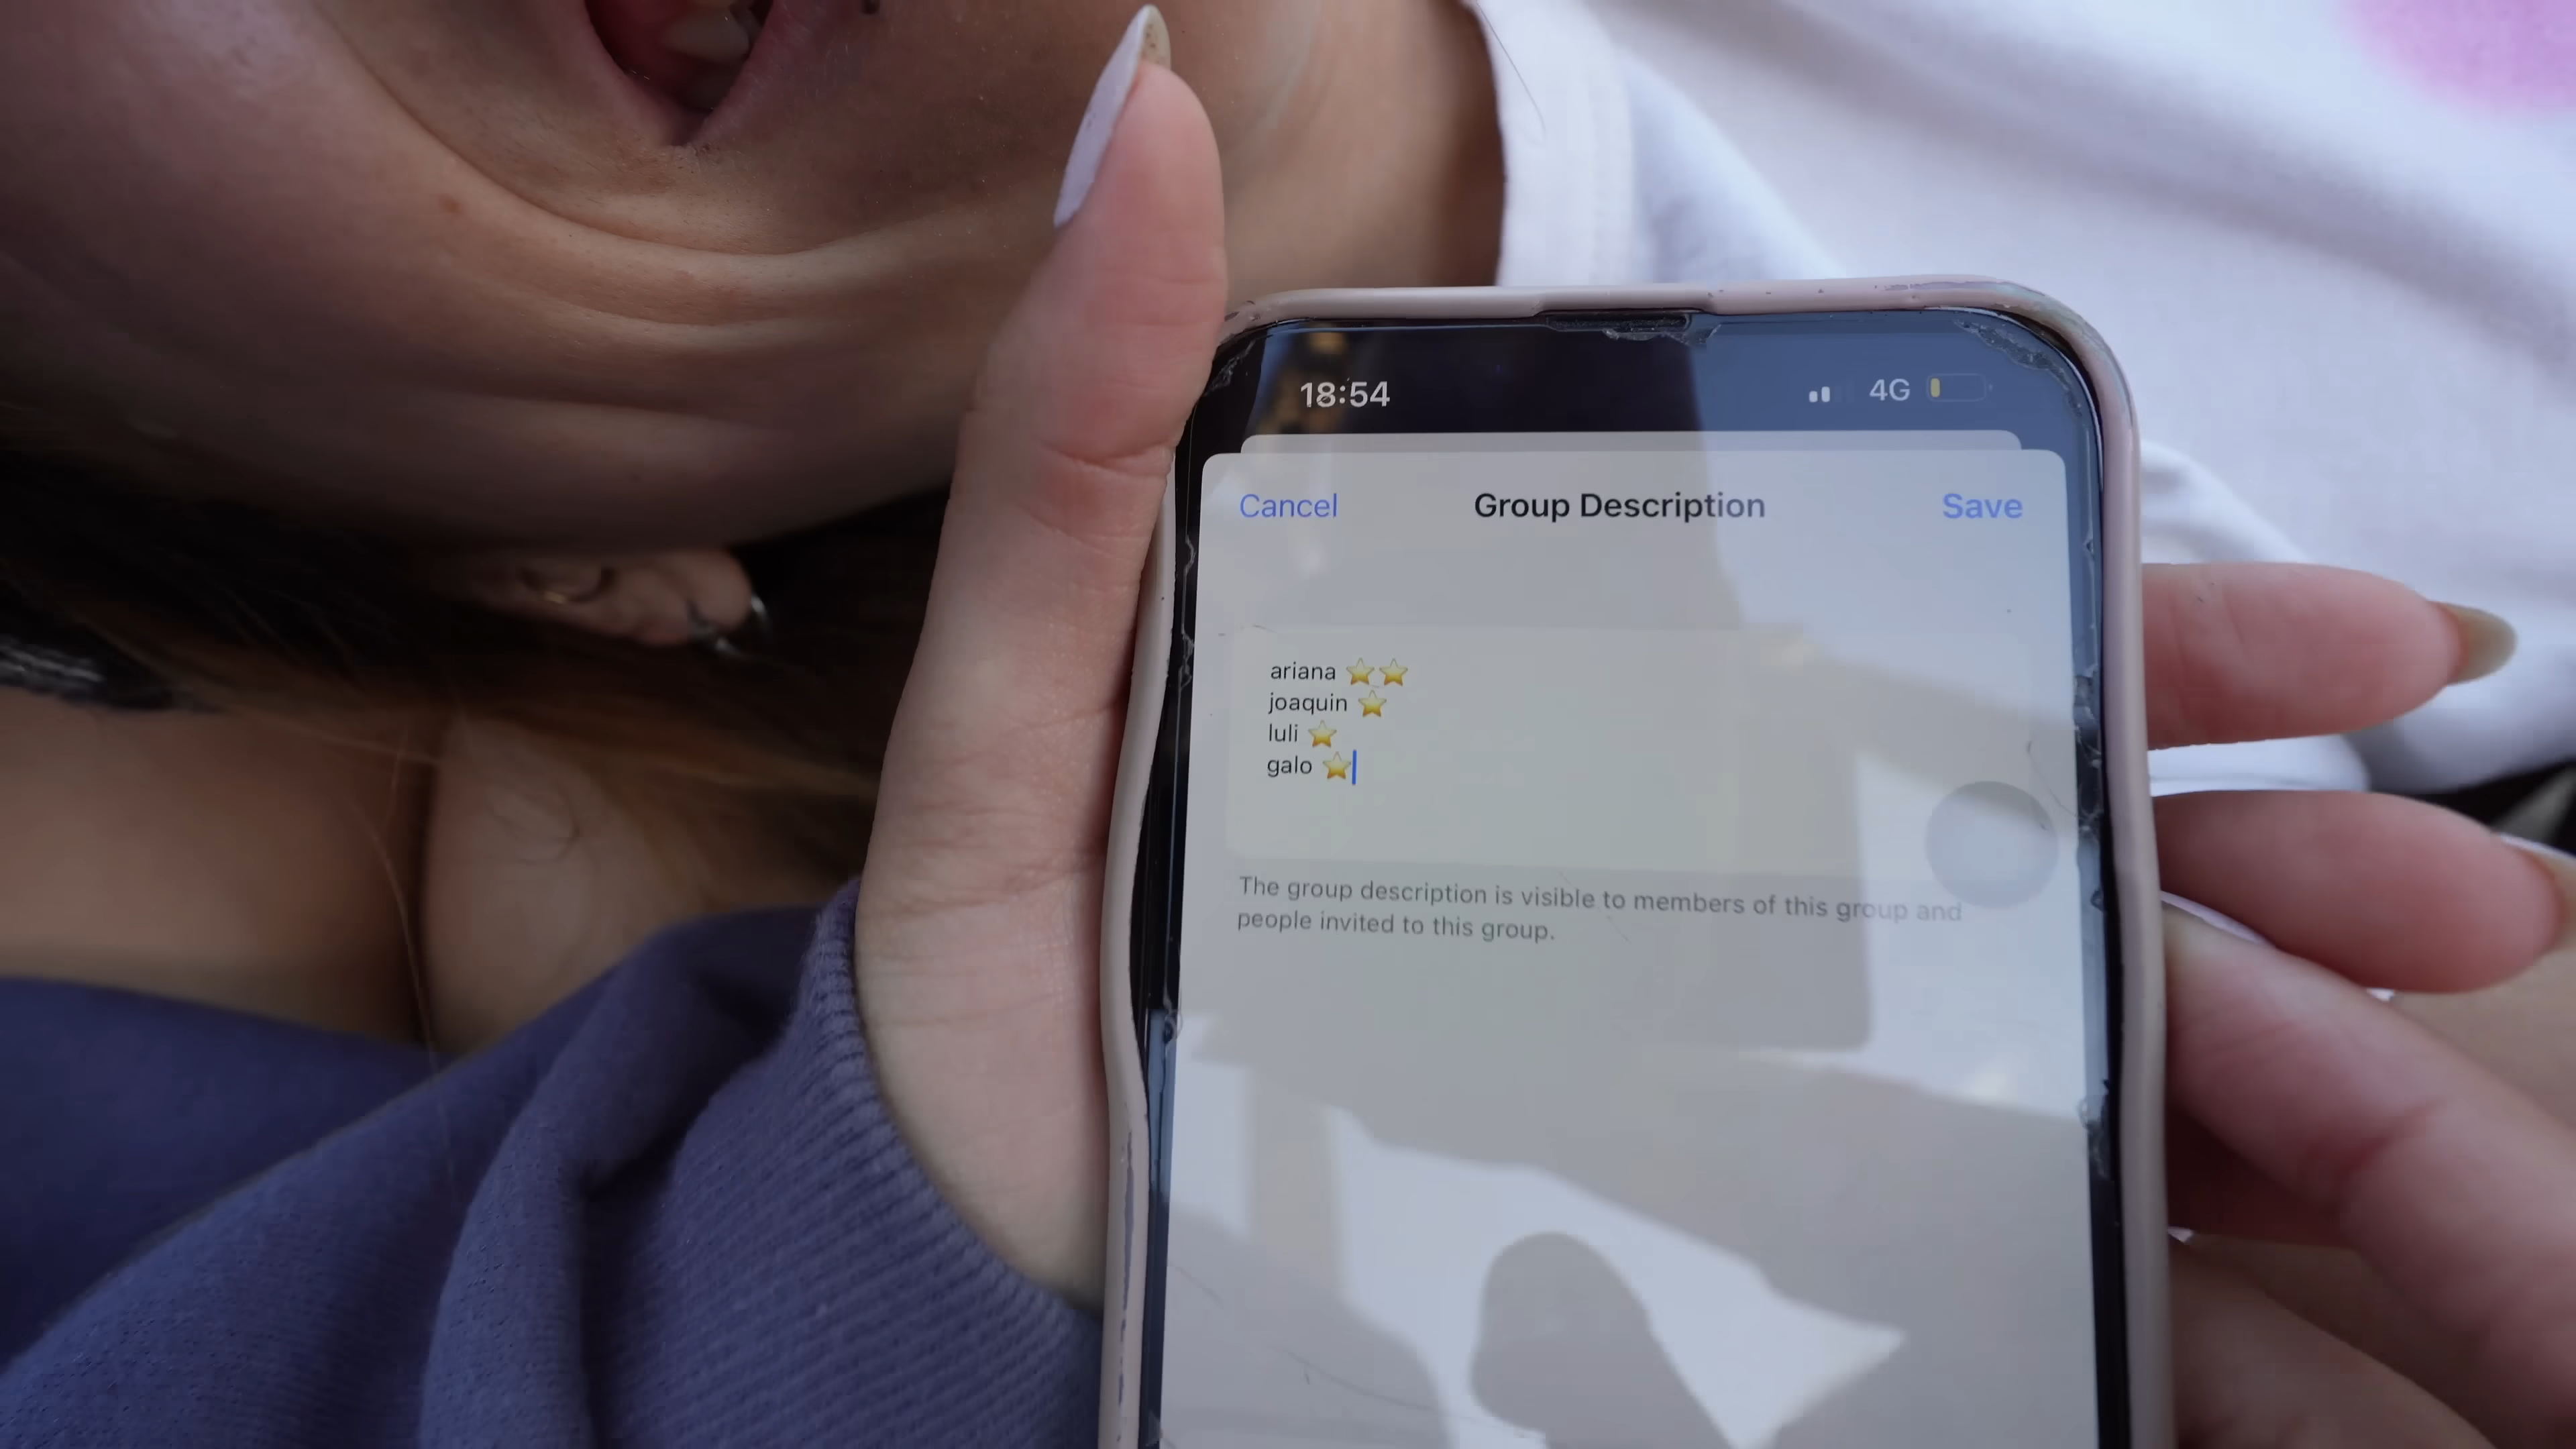 18:54 4G
Cancel Group Description Save
ariana ⭐⭐
joaquin ⭐
luli ⭐
galo ⭐
The group description is visible to members of this group and
people invited to this group.